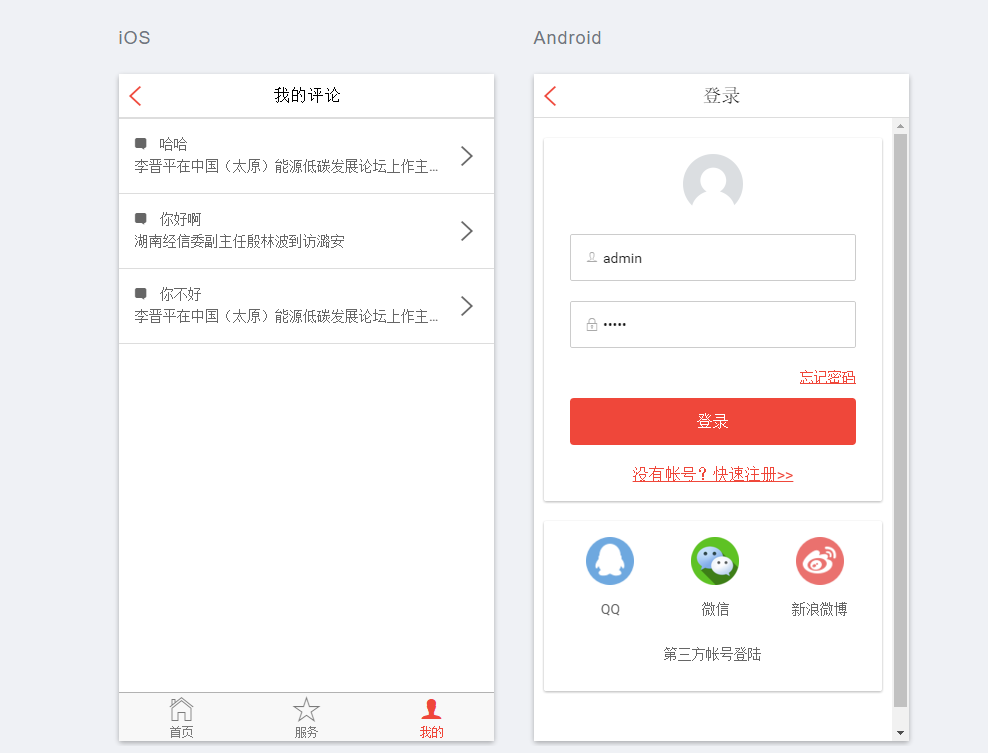 iOS
我的评论
哈哈
李晋平在中国（太原）能源低碳发展论坛上作主...
你好啊
湖南经信委副主任殷林波到访潞安
你不好
李晋平在中国（太原）能源低碳发展论坛上作主...
首页
服务
我的
Android
登录
admin
•••••
忘记密码
登录
没有帐号？快速注册>>
QQ
微信
新浪微博
第三方帐号登陆